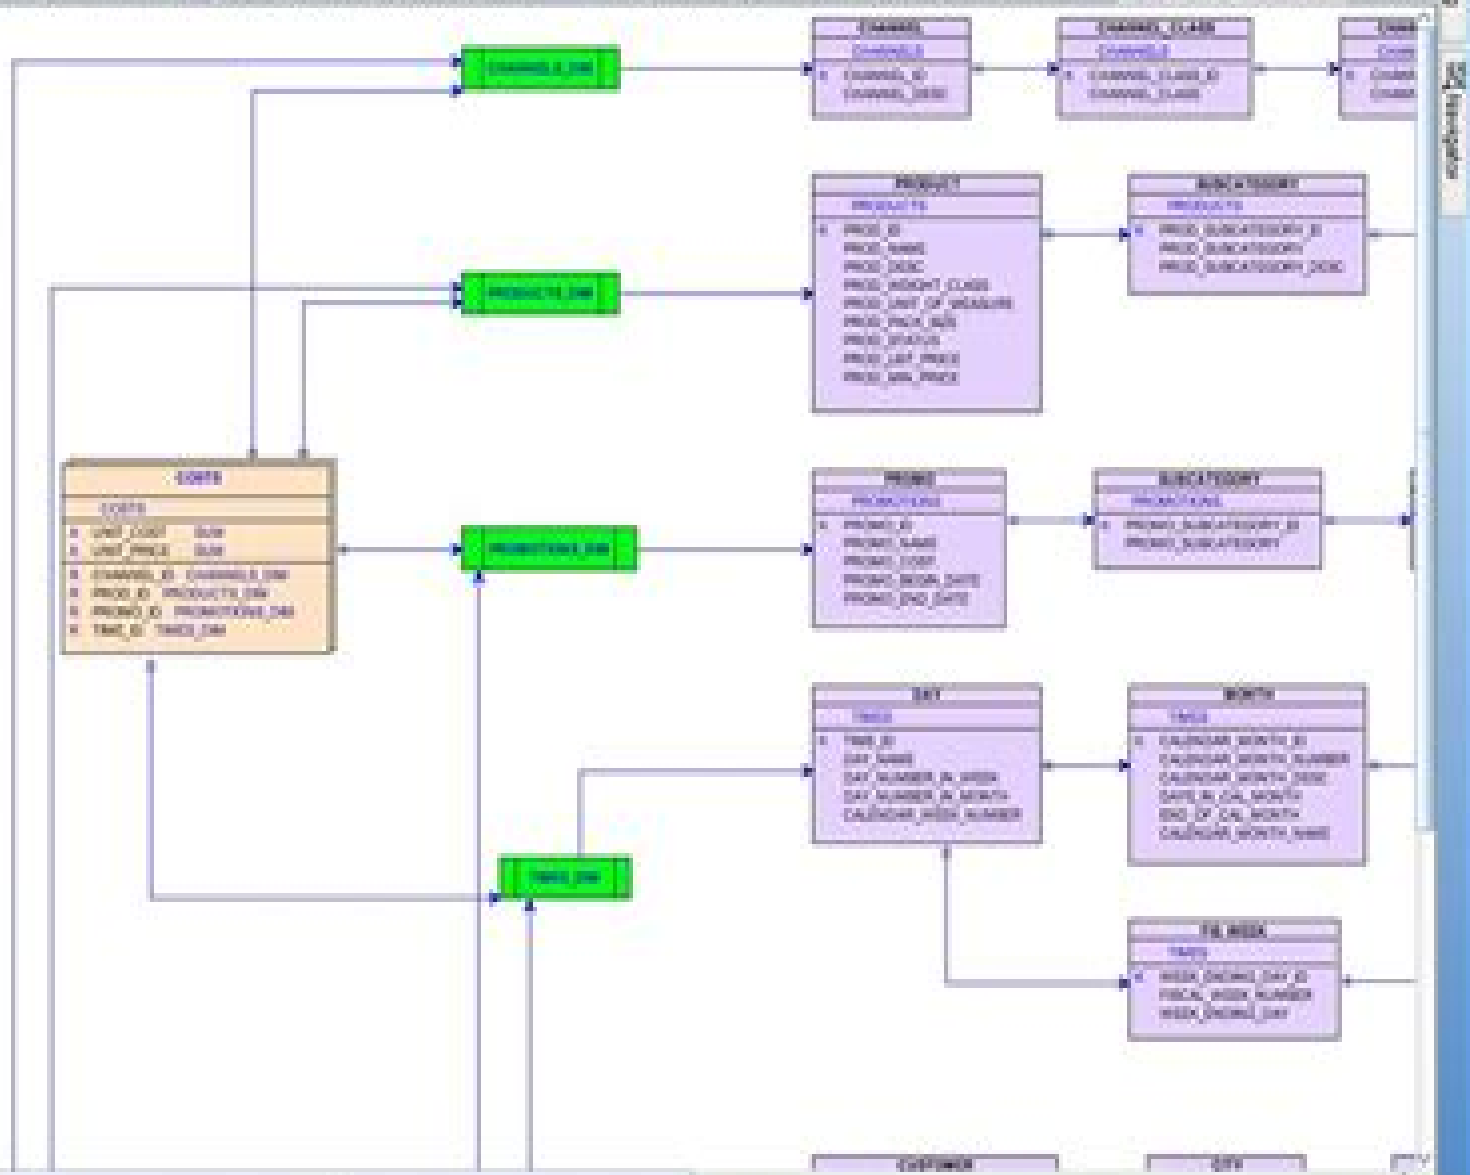 CHANNELS_DIM
CHANNEL
CHANNELS
CHANNEL_ID
CHANNEL_DESC
CHANNEL_CLASS
CHANNELS
CHANNEL_CLASS_ID
CHANNEL_CLASS
PRODUCTS_DIM
PRODUCT
PRODUCTS
PROD_ID
PROD_NAME
PROD_DESC
PROD_WEIGHT_CLASS
PROD_UNIT_OF_MEASURE
PROD_PACK_SIZE
PROD_STATUS
PROD_LIST_PRICE
PROD_MIN_PRICE
SUBCATEGORY
PRODUCTS
PROD_SUBCATEGORY_ID
PROD_SUBCATEGORY
PROD_SUBCATEGORY_DESC
COSTS
COSTS
UNIT_COST SUM
UNIT_PRICE SUM
CHANNEL_ID CHANNELS_DIM
PROD_ID PRODUCTS_DIM
PROMO_ID PROMOTIONS_DIM
TIME_ID TIMES_DIM
PROMOTIONS_DIM
PROMO
PROMOTIONS
PROMO_ID
PROMO_NAME
PROMO_COST
PROMO_BEGIN_DATE
PROMO_END_DATE
SUBCATEGORY
PROMOTIONS
PROMO_SUBCATEGORY_ID
PROMO_SUBCATEGORY
TIMES_DIM
DAY
TIMES
TIME_ID
DAY_NAME
DAY_NUMBER_IN_WEEK
DAY_NUMBER_IN_MONTH
CALENDAR_WEEK_NUMBER
MONTH
TIMES
CALENDAR_MONTH_ID
CALENDAR_MONTH_NUMBER
CALENDAR_MONTH_DESC
DAYS_IN_CAL_MONTH
END_OF_CAL_MONTH
CALENDAR_MONTH_NAME
FIS_WEEK
TIMES
WEEK_ENDING_DAY_ID
FISCAL_WEEK_NUMBER
WEEK_ENDING_DAY
CUSTOMER
CITY